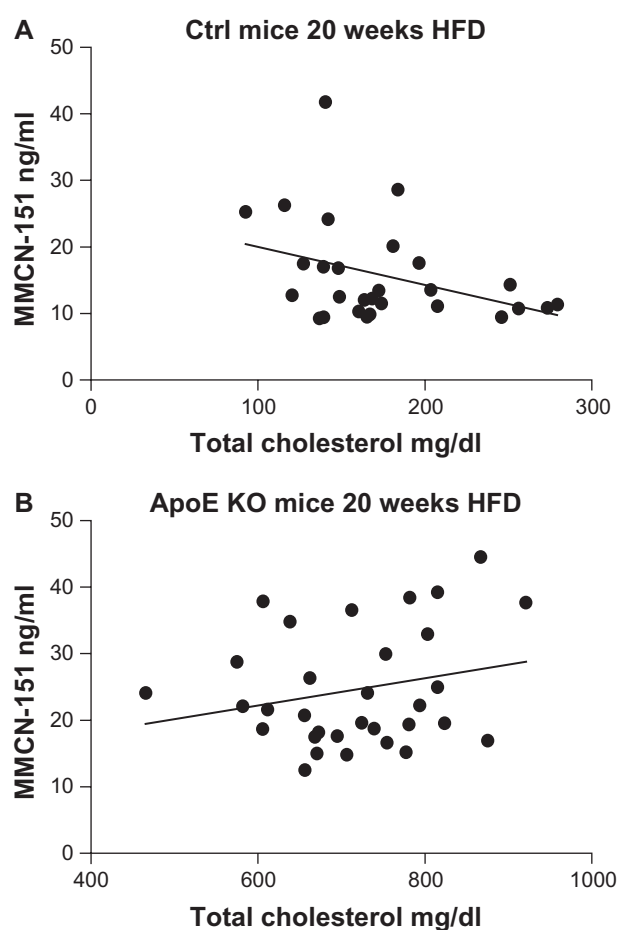 A
Ctrl mice 20 weeks HFD
50
40
30
20
10
0
MMCN-151 ng/ml
0 100 200 300
Total cholesterol mg/dl
B
ApoE KO mice 20 weeks HFD
50
40
30
20
10
0
MMCN-151 ng/ml
400 600 800 1000
Total cholesterol mg/dl